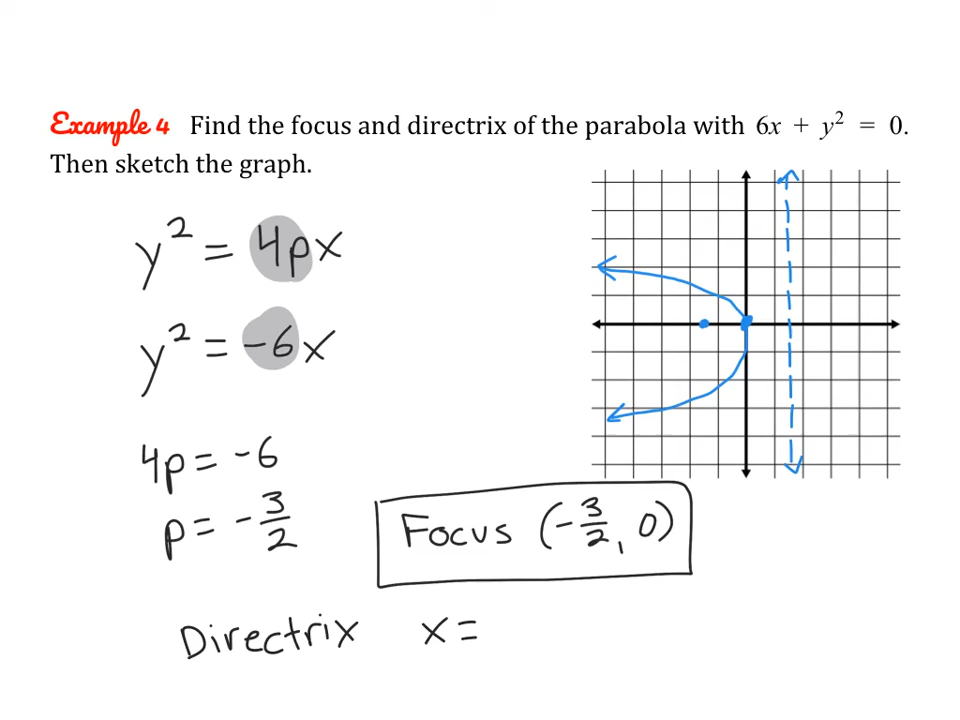 Example 4 Find the focus and directrix of the parabola with 6x + y² = 0.
Then sketch the graph.
y² = 4px
y² = -6x
4p = -6
p = -3/2
Focus (-3/2, 0)
Directrix x =